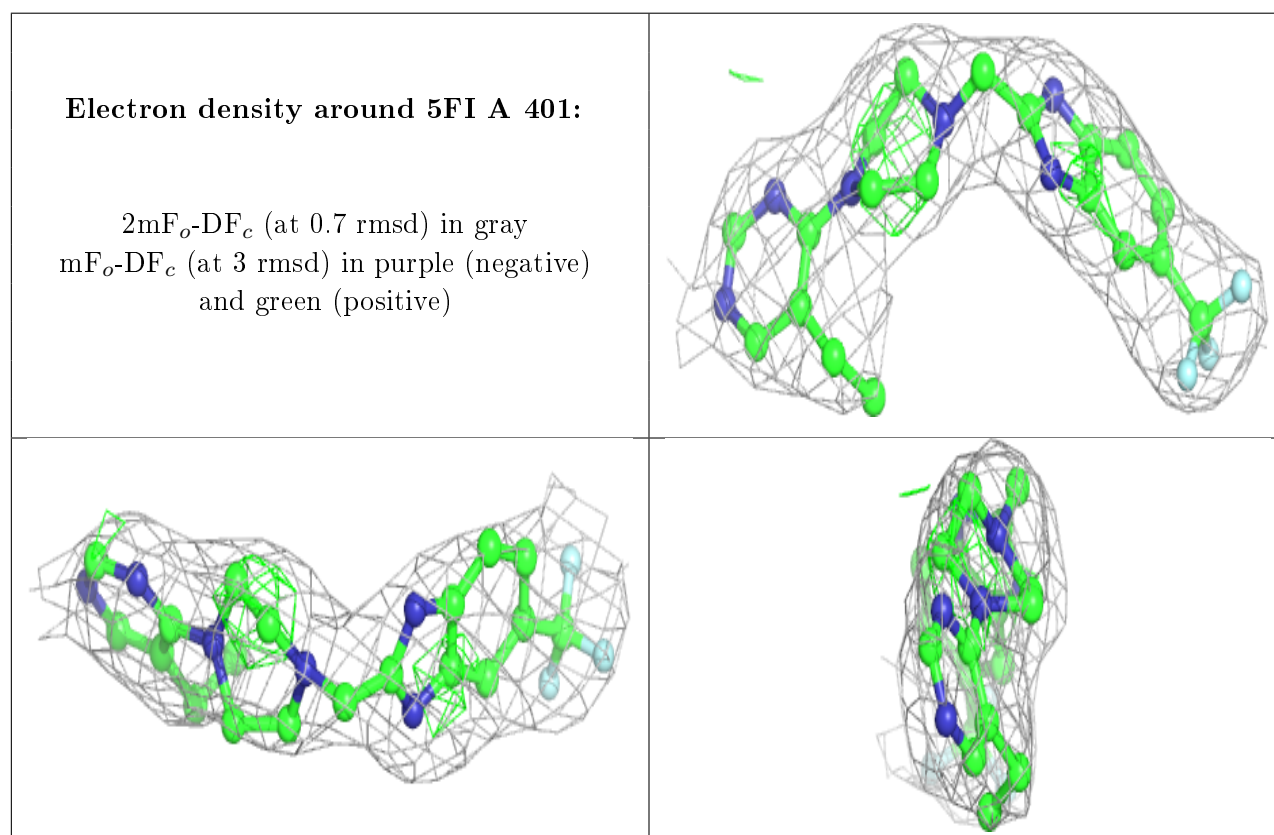 Electron density around 5FI A 401:
2mFₒ-DF𝒸 (at 0.7 rmsd) in gray
mFₒ-DF𝒸 (at 3 rmsd) in purple (negative)
and green (positive)